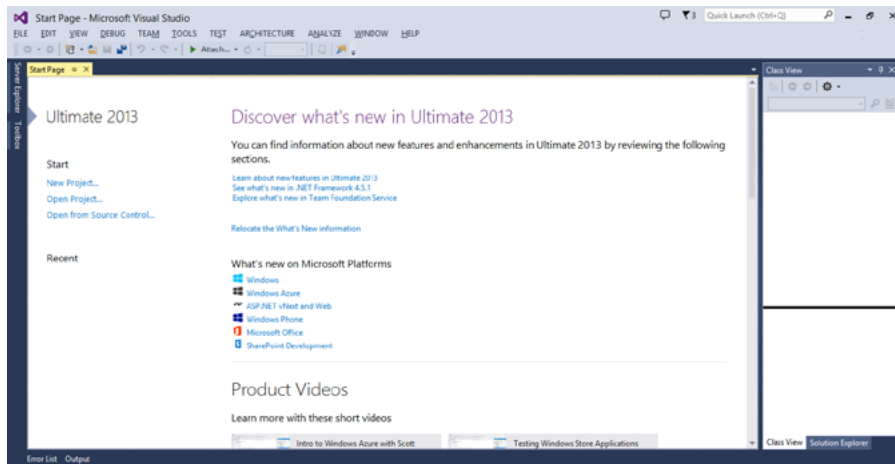 Start Page - Microsoft Visual Studio
3
Quick Launch (Ctrl+Q)
FILE EDIT VIEW DEBUG TEAM TOOLS TEST ARCHITECTURE ANALYZE WINDOW HELP
Attach...
Server Explorer
Toolbox
Start Page
Class View
Ultimate 2013
Start
New Project...
Open Project...
Open from Source Control...
Recent
Discover what's new in Ultimate 2013
You can find information about new features and enhancements in Ultimate 2013 by reviewing the following
sections.
Learn about new features in Ultimate 2013
See what's new in .NET Framework 4.5.1
Explore what's new in Team Foundation Service
Relocate the What's New information
What's new on Microsoft Platforms
Windows
Windows Azure
ASP.NET vNext and Web
Windows Phone
Microsoft Office
SharePoint Development
Product Videos
Learn more with these short videos
Intro to Windows Azure with Scott
Testing Windows Store Applications
Class View Solution Explorer
Error List Output